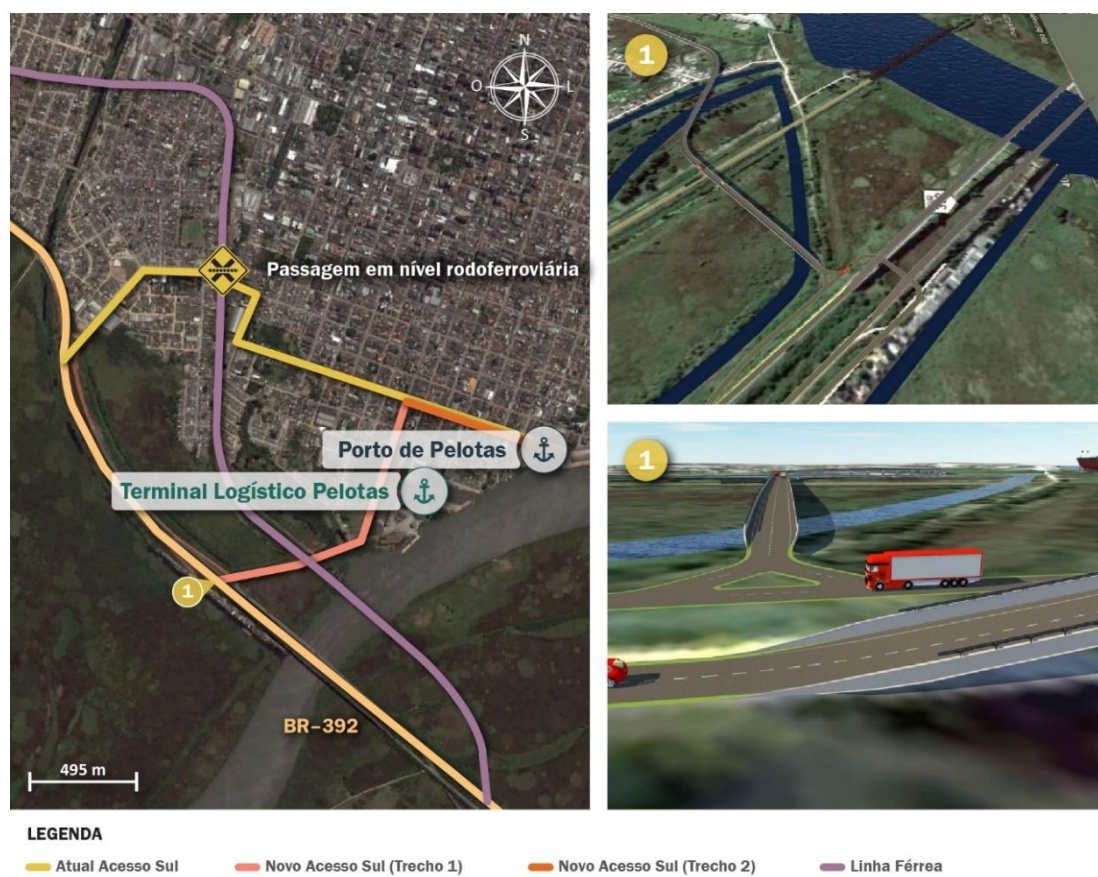 N
O
L
S
Passagem em nível rodoferroviária
Porto de Pelotas
Terminal Logístico Pelotas
1
BR-392
495 m
1
1
LEGENDA
Atual Acesso Sul
Novo Acesso Sul (Trecho 1)
Novo Acesso Sul (Trecho 2)
Linha Férrea